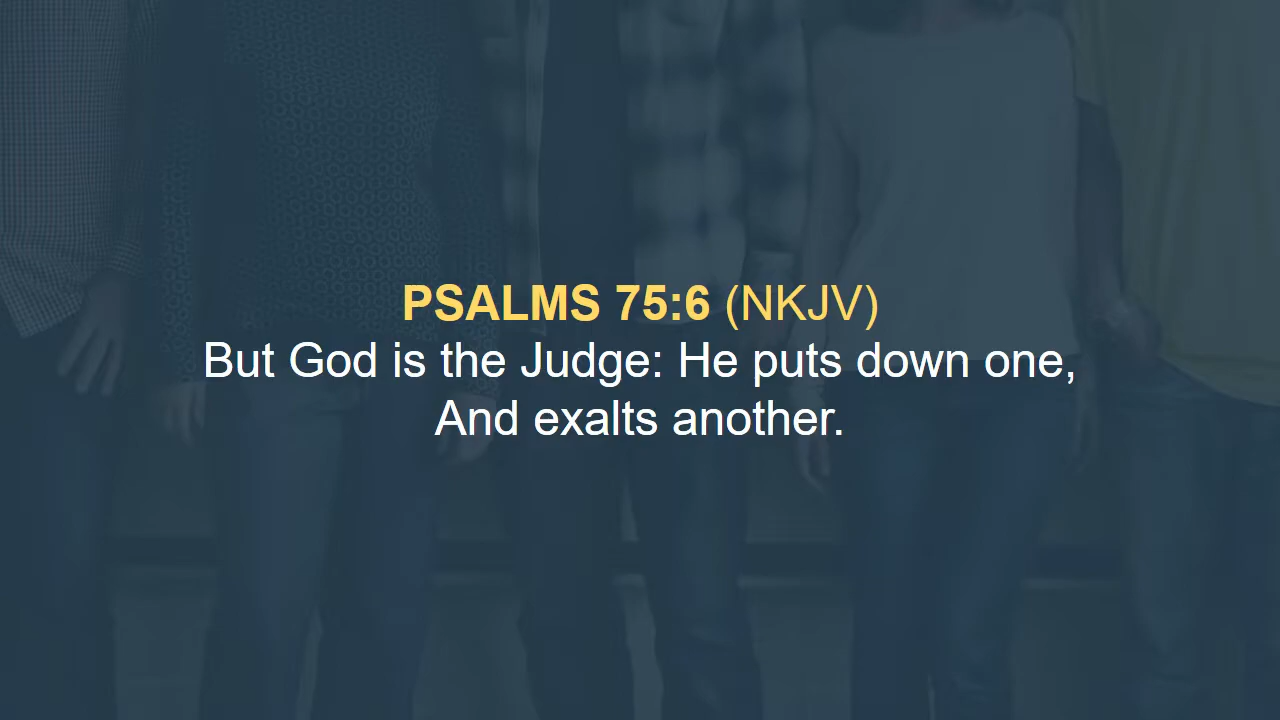 PSALMS 75:6 (NKJV)
But God is the Judge: He puts down one,
And exalts another.